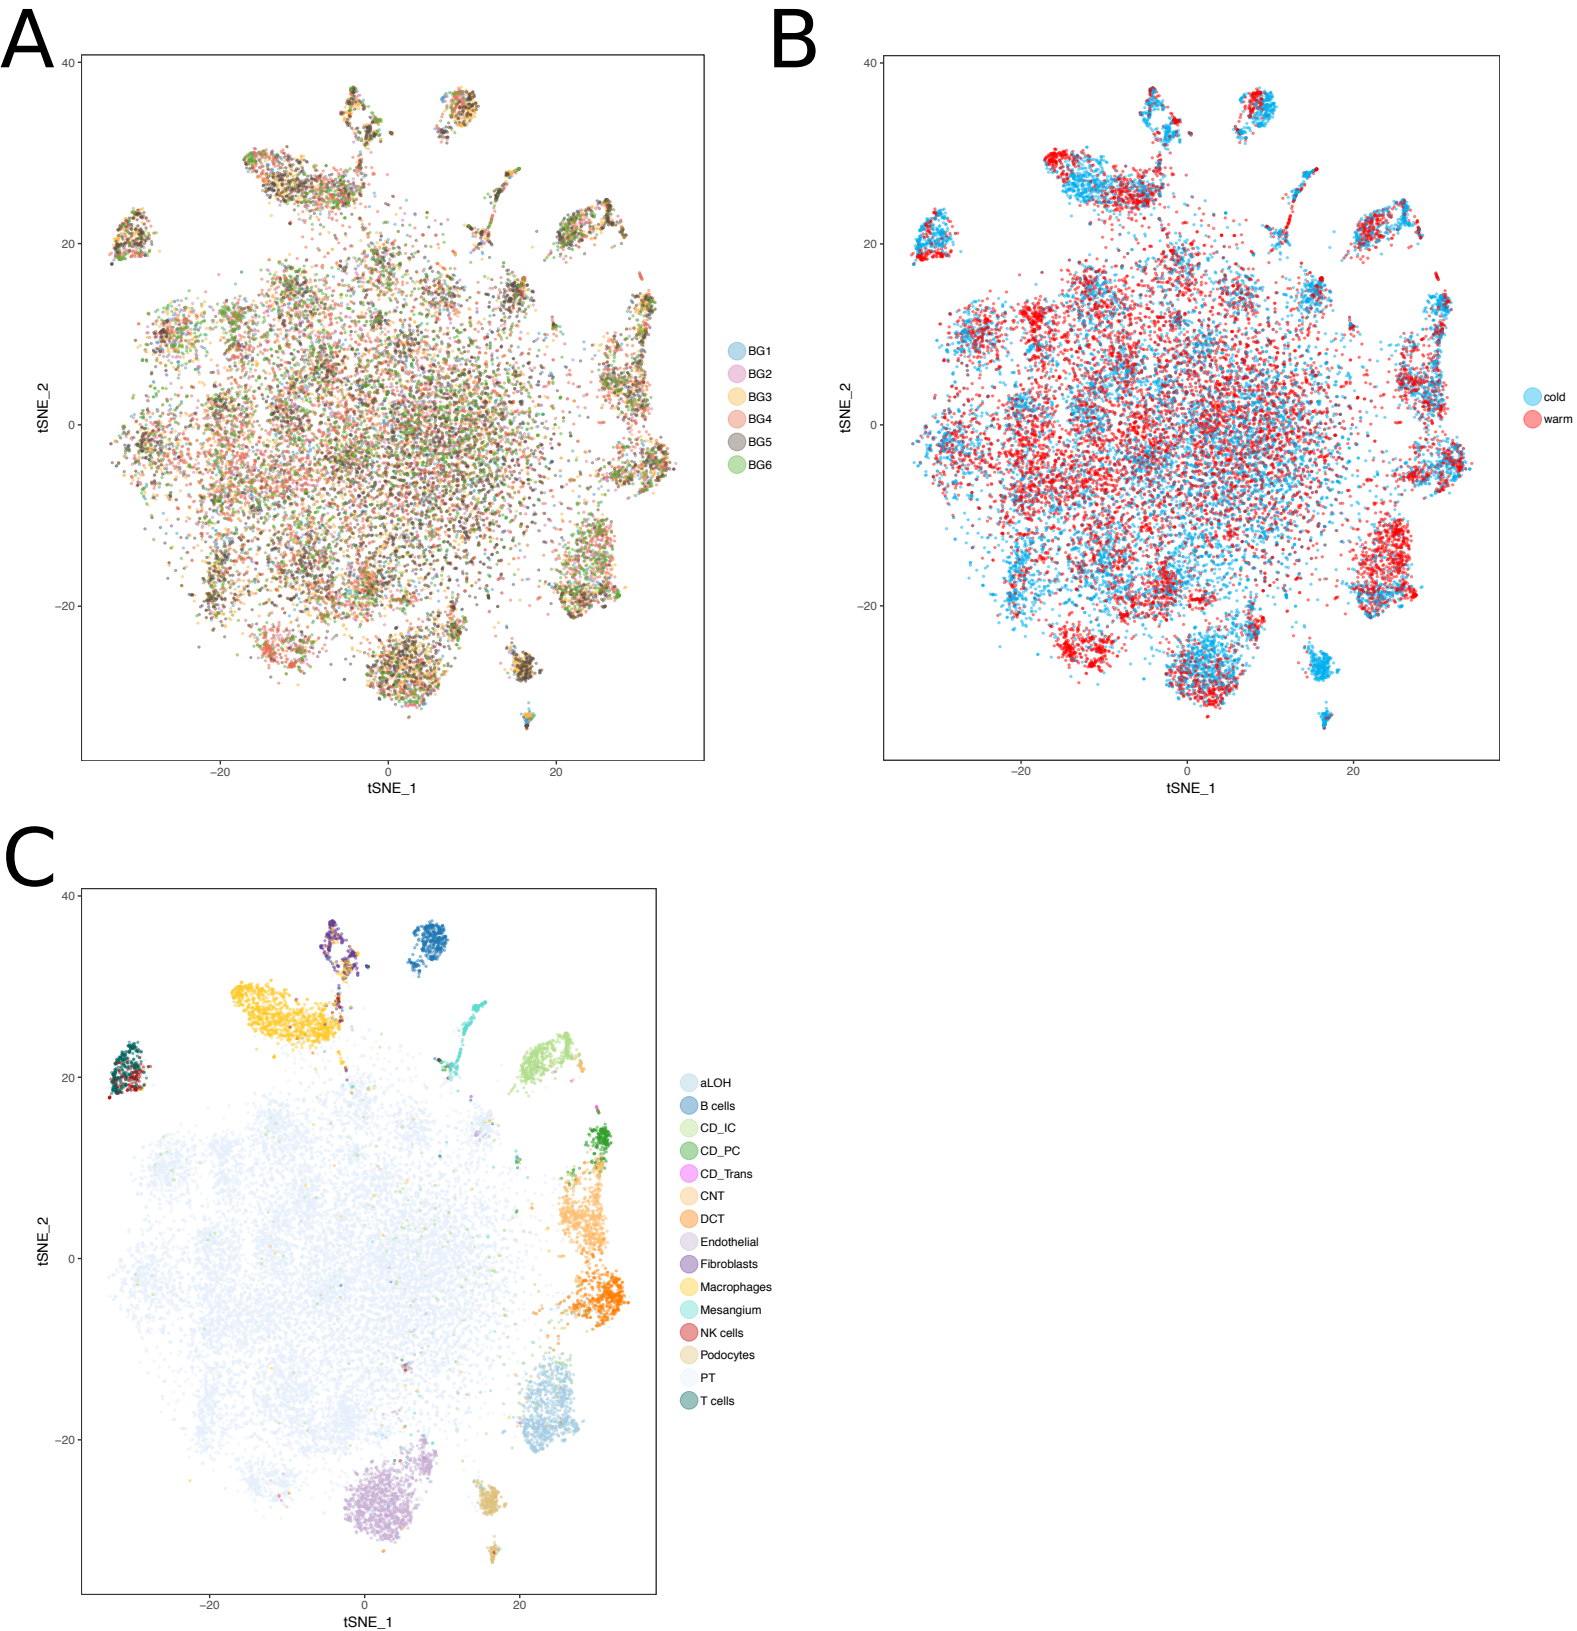 A
B
40
20
0
−20
−20
0
20
tSNE_1
tSNE_2
BG1
BG2
BG3
BG4
BG5
BG6
40
20
0
−20
−20
0
20
tSNE_1
tSNE_2
cold
warm
C
40
20
0
−20
−20
0
20
tSNE_1
tSNE_2
aLOH
B cells
CD_IC
CD_PC
CD_Trans
CNT
DCT
Endothelial
Fibroblasts
Macrophages
Mesangium
NK cells
Podocytes
PT
T cells